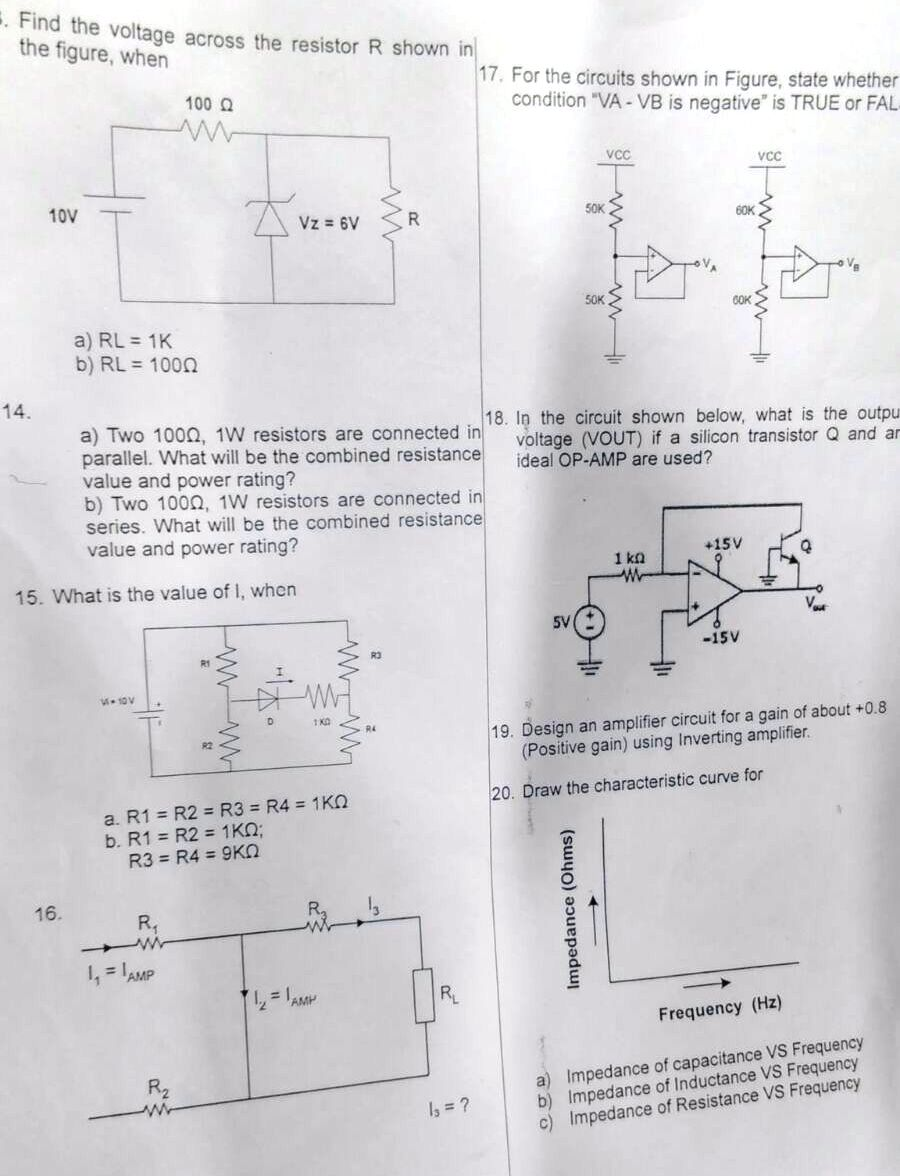 . Find the voltage across the resistor R shown in
the figure, when
100 Ω
10V
Vz = 6V
R
a) RL = 1K
b) RL = 100Ω
14.
a) Two 100Ω, 1W resistors are connected in
parallel. What will be the combined resistance
value and power rating?
b) Two 100Ω, 1W resistors are connected in
series. What will be the combined resistance
value and power rating?
15. What is the value of I, when
R1
R3
I
Vi = 10V
+
-
D
1 KΩ
R2
R4
a. R1 = R2 = R3 = R4 = 1KΩ
b. R1 = R2 = 1KΩ;
R3 = R4 = 9KΩ
16.
R₁
R₃
I₃
I₁ = I AMP
I₂ = I AMP
R_L
R₂
I₃ = ?
17. For the circuits shown in Figure, state whether
condition "VA - VB is negative" is TRUE or FAL
VCC
VCC
50K
60K
+
-
V_A
+
-
V_B
50K
60K
18. In the circuit shown below, what is the outpu
voltage (VOUT) if a silicon transistor Q and an
ideal OP-AMP are used?
+15V
Q
1 kΩ
-
+
Vout
5V
+
-
-15V
19. Design an amplifier circuit for a gain of about +0.8
(Positive gain) using Inverting amplifier.
20. Draw the characteristic curve for
Impedance (Ohms)
Frequency (Hz)
a) Impedance of capacitance VS Frequency
b) Impedance of Inductance VS Frequency
c) Impedance of Resistance VS Frequency